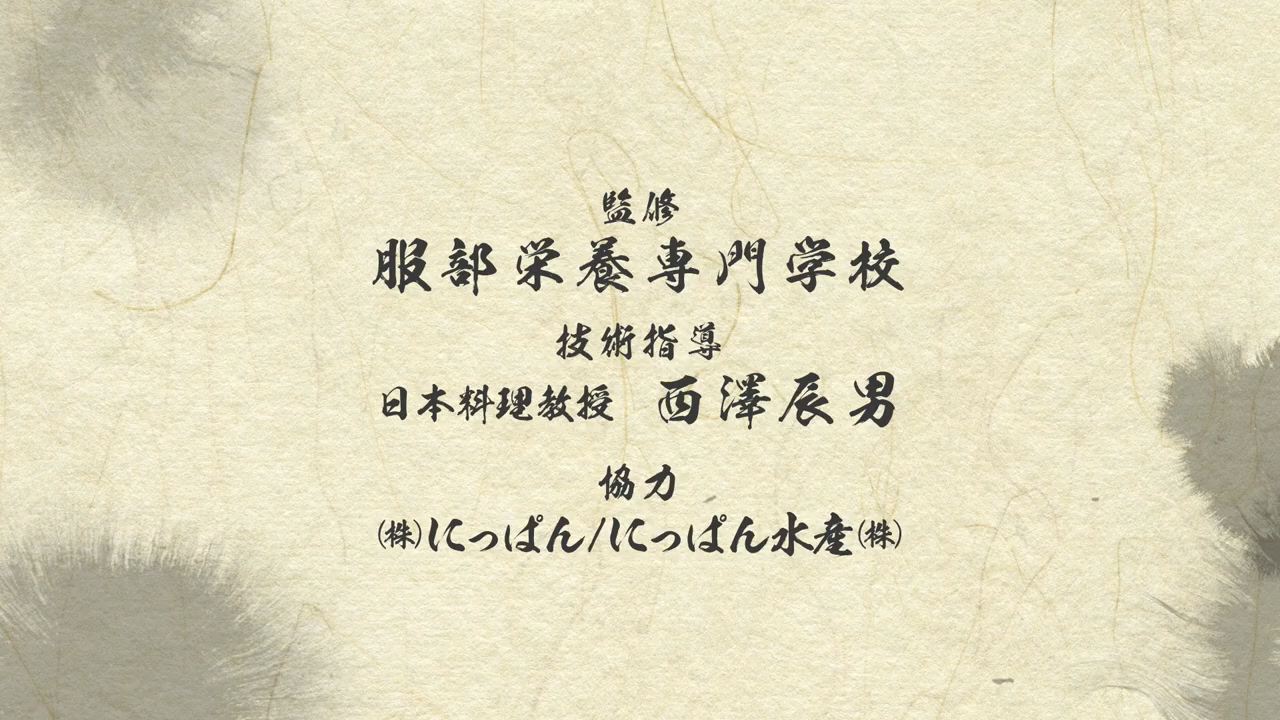 監修
服部栄養専門学校
技術指導
日本料理教授 西澤辰男
協力
㈱にっぱん/にっぱん水産㈱